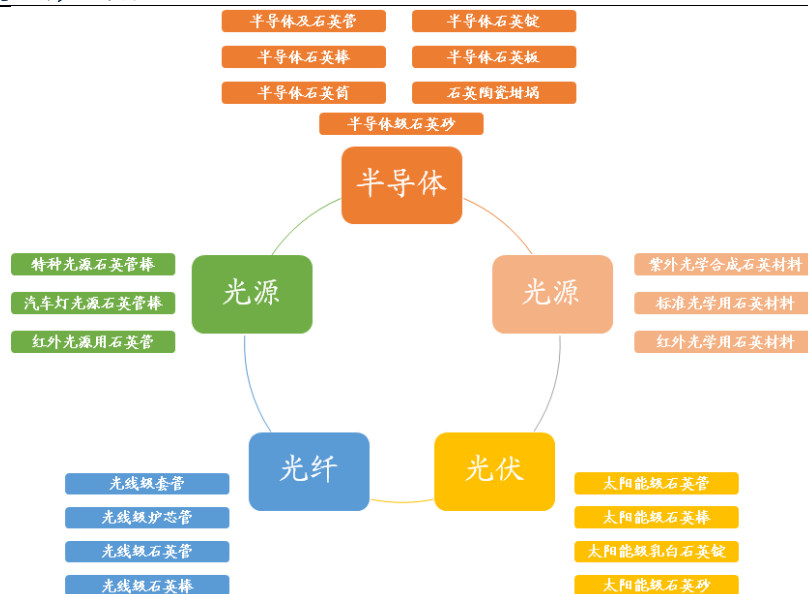 半导体及石英管
半导体石英锭
半导体石英棒
半导体石英板
半导体石英筒
石英陶瓷坩埚
半导体级石英砂
半导体
特种光源石英管棒
汽车灯光源石英管棒
红外光源用石英管
光源
光源
紫外光学合成石英材料
标准光学用石英材料
红外光学用石英材料
光纤
光伏
光线级套管
光线级炉芯管
光线级石英管
光线级石英棒
太阳能级石英管
太阳能级石英棒
太阳能级乳白石英锭
太阳能级石英砂